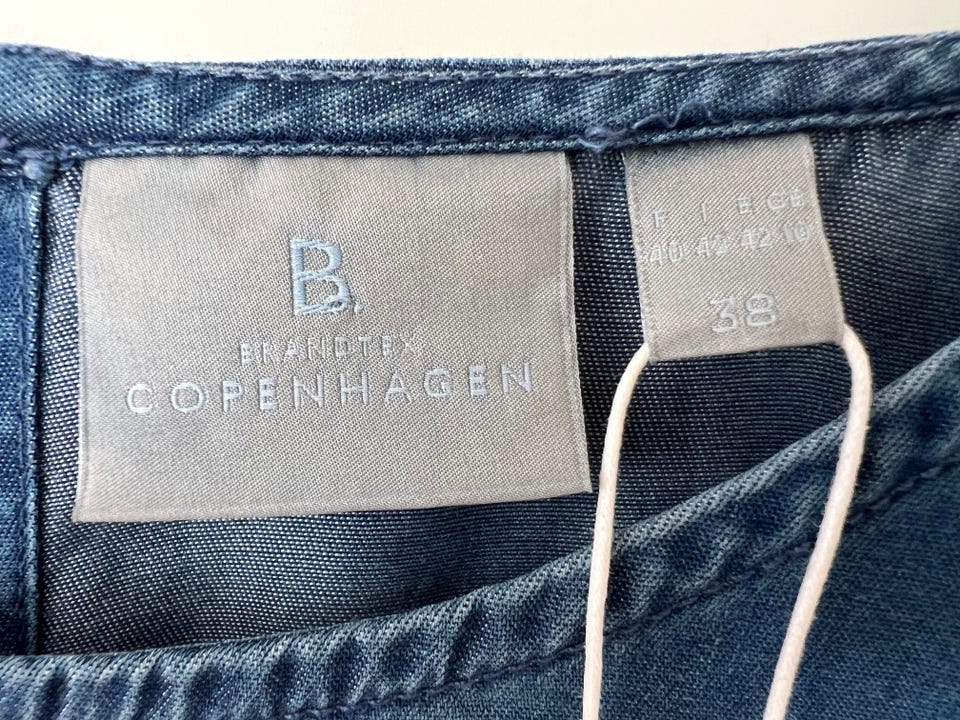 B.
BRANDTEX
COPENHAGEN
F I E GB
40 42 42 10
38